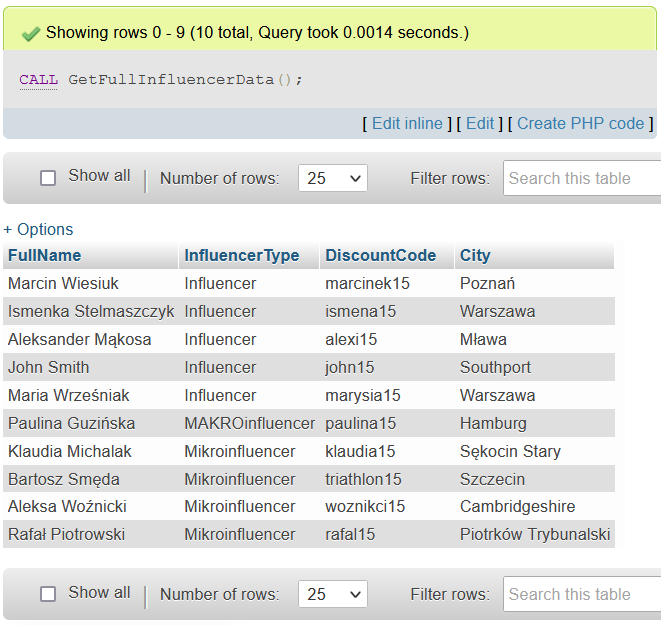 Showing rows 0 - 9 (10 total, Query took 0.0014 seconds.)
CALL GetFullInfluencerData();
[ Edit inline ] [ Edit ] [ Create PHP code ]
Show all Number of rows: 25 Filter rows: Search this table
+ Options
FullName InfluencerType DiscountCode City
Marcin Wiesiuk Influencer marcinek15 Poznań
Ismenka Stelmaszczyk Influencer ismena15 Warszawa
Aleksander Mąkosa Influencer alexi15 Mława
John Smith Influencer john15 Southport
Maria Wrześniak Influencer marysia15 Warszawa
Paulina Guzińska MAKROinfluencer paulina15 Hamburg
Klaudia Michalak Mikroinfluencer klaudia15 Sękocin Stary
Bartosz Smęda Mikroinfluencer triathlon15 Szczecin
Aleksa Woźnicki Mikroinfluencer woznikci15 Cambridgeshire
Rafał Piotrowski Mikroinfluencer rafal15 Piotrków Trybunalski
Show all Number of rows: 25 Filter rows: Search this table